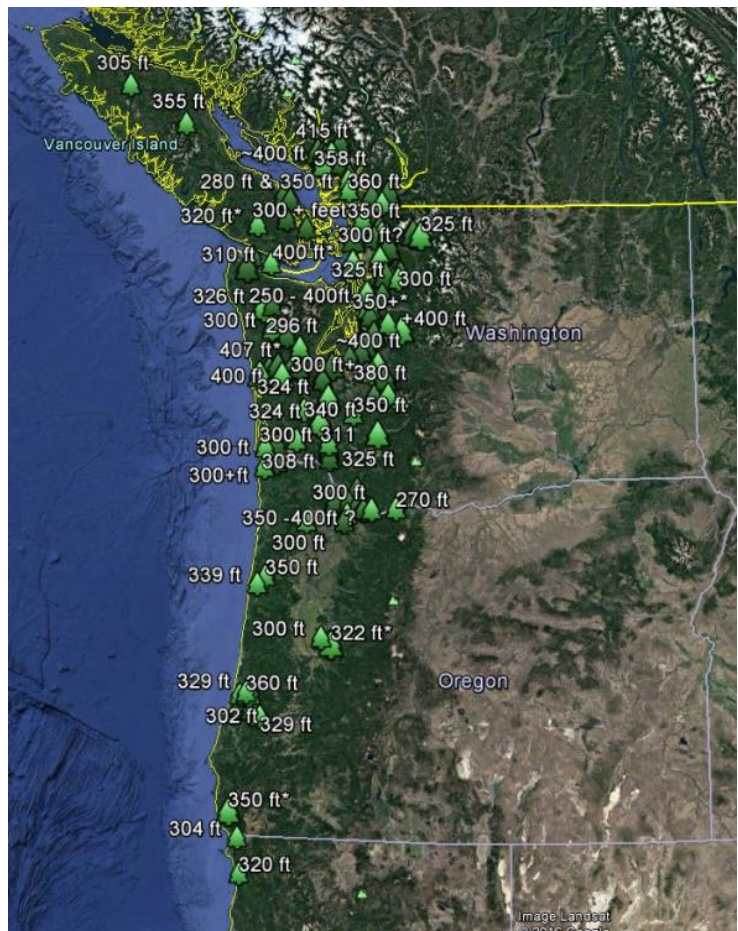 305 ft
355 ft
Vancouver Island
415 ft
~400 ft
358 ft
280 ft & 350 ft
360 ft
320 ft*
300 + feet
350 ft
300 ft?
325 ft
310 ft
400 ft*
325 ft
300 ft
326 ft
250 - 400ft
350+*
300 ft
296 ft
+400 ft
Washington
~400 ft
407 ft*
300 ft+
380 ft
400 ft
324 ft
350 ft
324 ft
340 ft
300 ft
300 ft
311
308 ft
325 ft
300+ft
300 ft
270 ft
350 -400ft ?
300 ft
350 ft
339 ft
300 ft
322 ft*
329 ft
360 ft
Oregon
302 ft
329 ft
350 ft*
304 ft
320 ft
Image Landsat
© 2016 Google